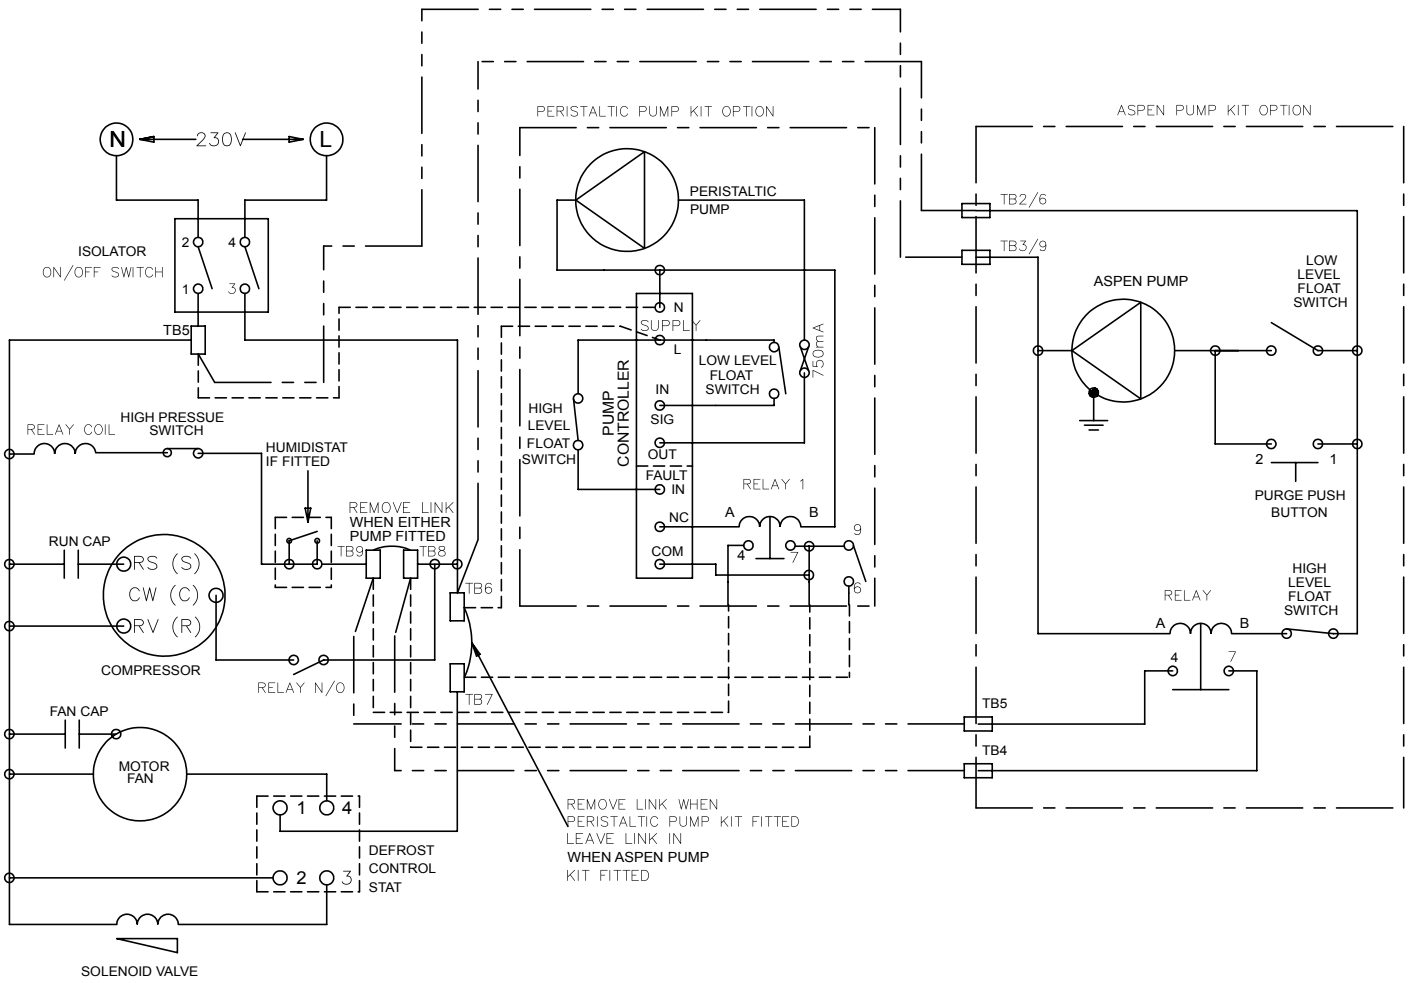 PERISTALTIC PUMP KIT OPTION
ASPEN PUMP KIT OPTION
N
230V
L
ISOLATOR
ON/OFF SWITCH
2
4
1
3
TB5
PERISTALTIC
PUMP
N
SUPPLY
L
LOW LEVEL
FLOAT
SWITCH
750mA
PUMP
CONTROLLER
IN
SIG
OUT
HIGH
LEVEL
FLOAT
SWITCH
FAULT
IN
NC
COM
RELAY 1
A
B
4
7
9
6
TB2/6
TB3/9
ASPEN PUMP
LOW
LEVEL
FLOAT
SWITCH
2
1
PURGE PUSH
BUTTON
HIGH
LEVEL
FLOAT
SWITCH
RELAY
A
B
4
7
TB5
TB4
RELAY COIL
HIGH PRESSUE
SWITCH
HUMIDISTAT
IF FITTED
REMOVE LINK
WHEN EITHER
PUMP FITTED
TB9
TB8
TB6
TB7
RUN CAP
RS (S)
CW (C)
RV (R)
COMPRESSOR
RELAY N/O
FAN CAP
MOTOR
FAN
1
4
2
3
DEFROST
CONTROL
STAT
SOLENOID VALVE
REMOVE LINK WHEN
PERISTALTIC PUMP KIT FITTED
LEAVE LINK IN
WHEN ASPEN PUMP
KIT FITTED